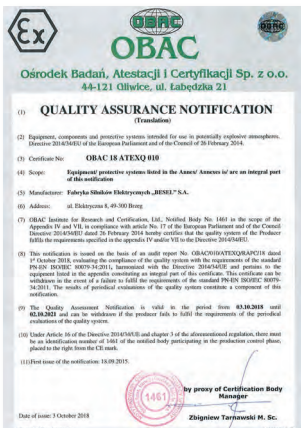 Ex
OBAC
OBAC
Ośrodek Badań, Atestacji i Certyfikacji Sp. z o.o.
44-121 Gliwice, ul. Łabędzka 21
(1) QUALITY ASSURANCE NOTIFICATION
(Translation)
(2) Equipment, components and protective systems intended for use in potentially explosive atmospheres.
Directive 2014/34/EU of the European Parliament and of the Council of 26 February 2014.
(3) Certificate No: OBAC 18 ATEXQ 010
(4) Scope: Equipment/ protective systems listed in the Annex/ Annexes is/ are an integral part
of this notification
(5) Manufacturer: Fabryka Silników Elektrycznych „BESEL" S.A.
(6) Address: ul. Elektryczna 8, 49-300 Brzeg
(7) OBAC Institute for Research and Certification, Ltd., Notified Body No. 1461 in the scope of the
Appendix IV and VII, in compliance with article No. 17 of the European Parliament and of the Council
Directive 2014/34/EU dated 26 February 2014 hereby certifies that the quality system of the Producer
fulfils the requirements specified in the appendix IV and/or VII to the Directive 2014/34/EU.
(8) This notification is issued on the basis of an audit report No. OBAC/010/ATEXQ/RAPC/18 dated
1st October 2018, evaluating the compliance of the quality system with the requirements of the standard
PN-EN ISO/IEC 80079-34:2011, harmonized with the Directive 2014/34/UE and pertains to the
equipment listed in the appendix constituting an integral part of this certificate. This certificate can be
withdrawn in the event of a failure to fulfil the requirements of the standard PN-EN ISO/IEC 80079-
34:2011. The results of periodical evaluations of the quality system constitute a component of this
notification.
(9) The Quality Assessment Notification is valid in the period from 03.10.2018 until
02.10.2021 and can be withdrawn if the producer fails to fulfil the requirements of the periodical
evaluations of the quality system.
(10) Under Article 16 of the Directive 2014/34/UE and chapter 3 of the aforementioned regulation, there must
be an identification number 1461 of the notified body participating in the production control phase,
placed to the right from the CE mark.
(11) First issue of the notification: 18.09.2015.
1461
by proxy of Certification Body
Manager
Date of issue: 3 October 2018
Zbigniew Tarnawski M. Sc.